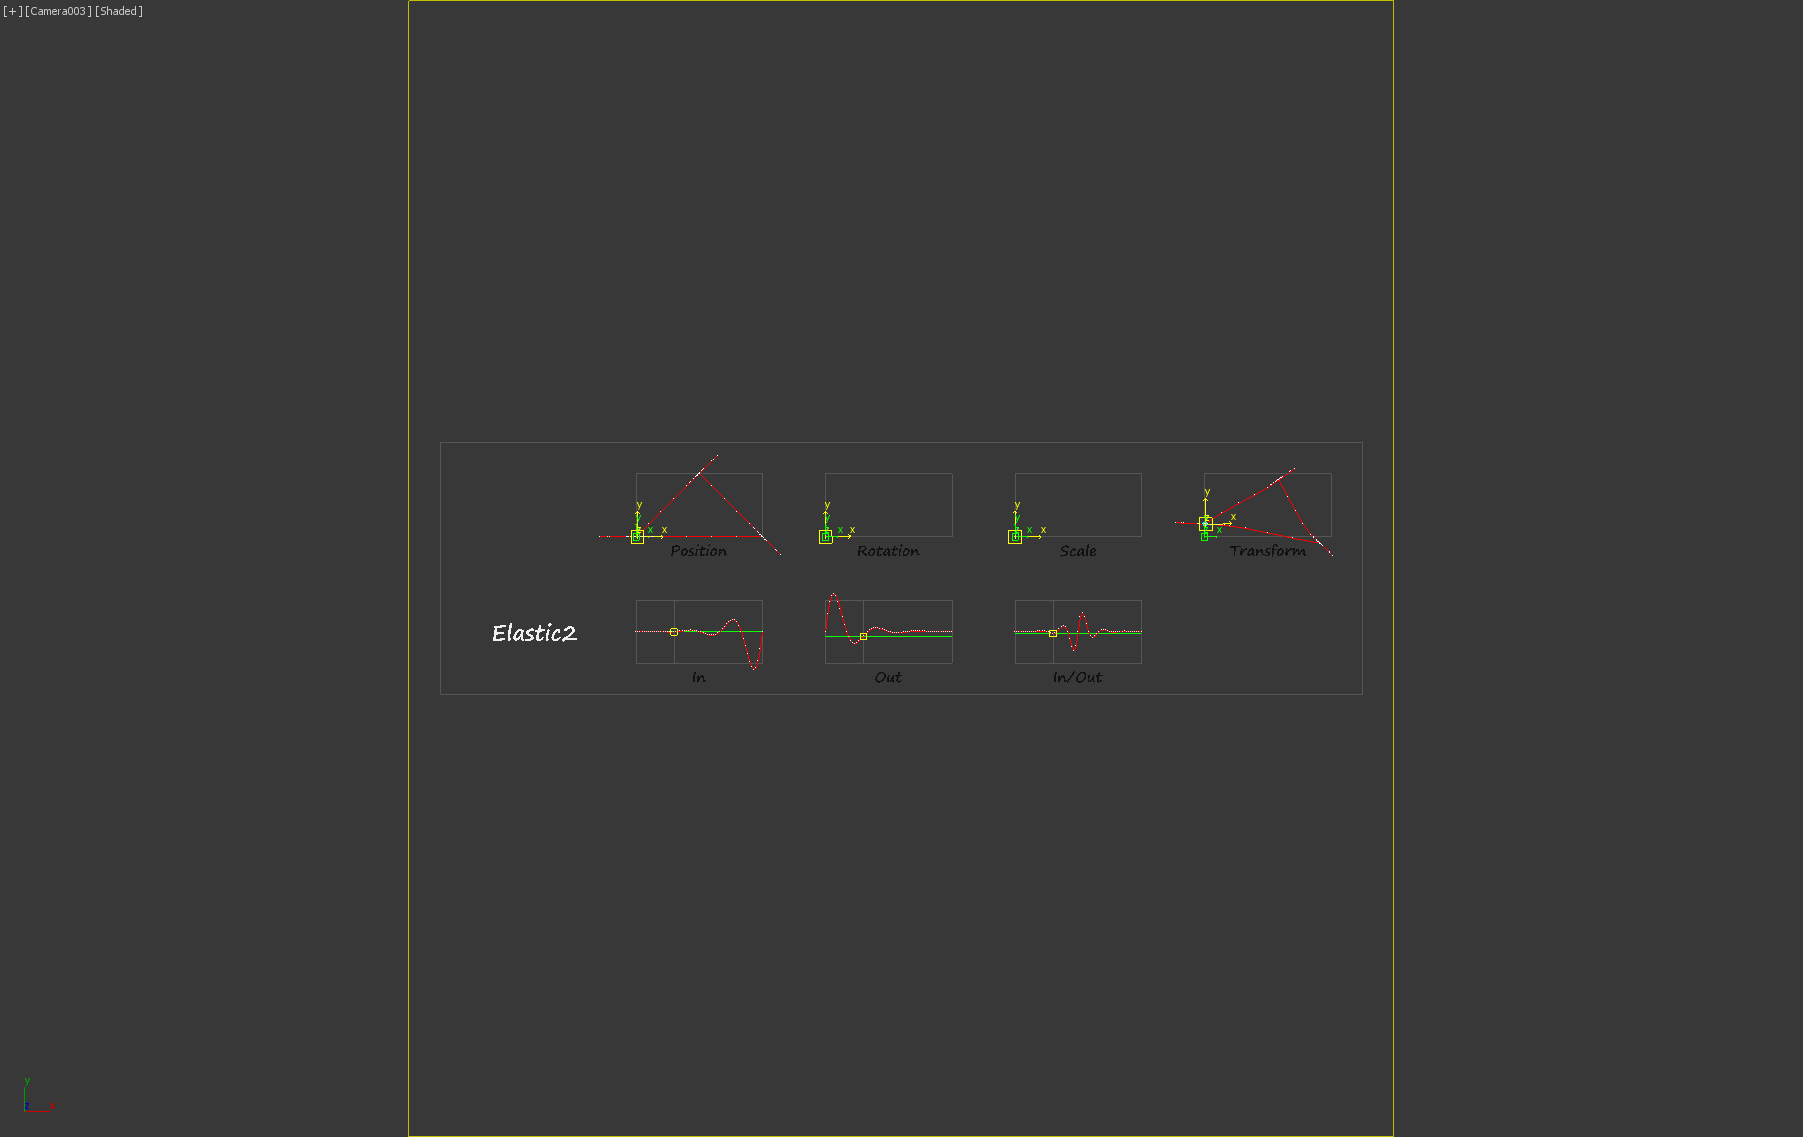 [+] [Camera003] [Shaded]
y y x x
y y x x
y y x x
y x x
Position Rotation Scale Transform
Elastic2
In Out In/Out
y
z x